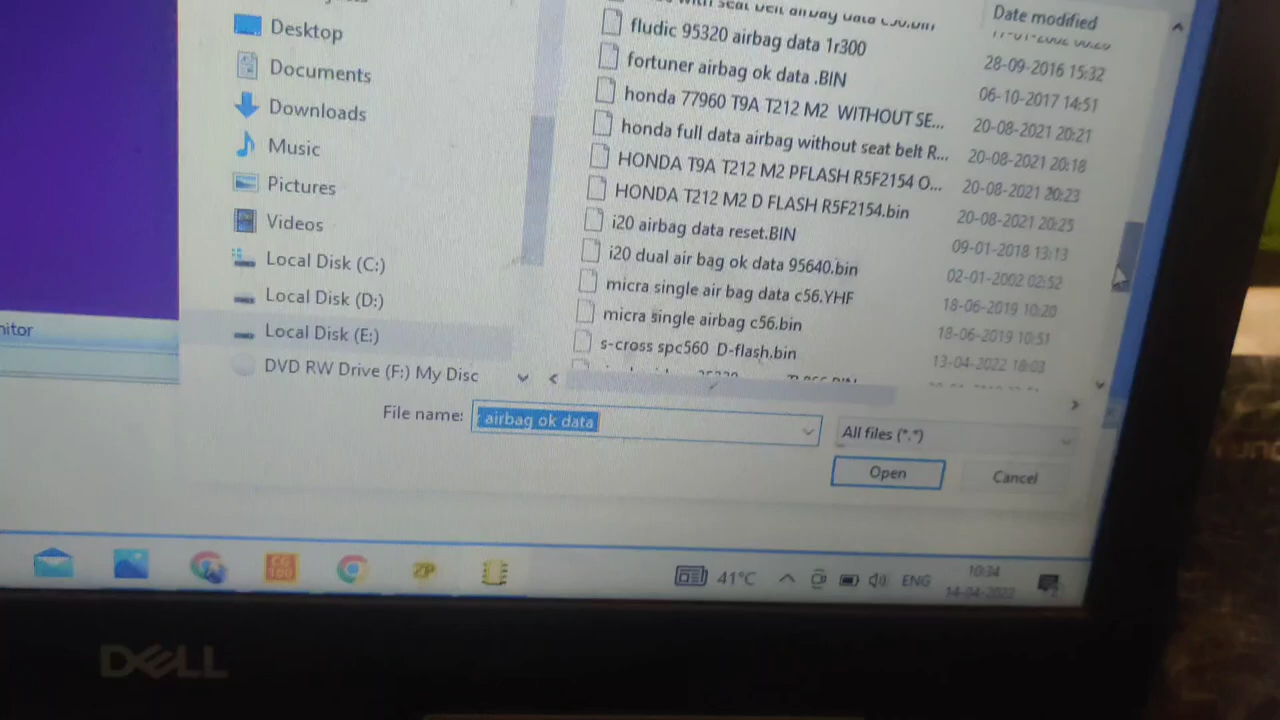 Date modified
Desktop
fludic 95320 airbag data 1r300
28-09-2016 15:32
Documents
fortuner airbag ok data .BIN
06-10-2017 14:51
Downloads
honda 77960 T9A T212 M2 WITHOUT SE...
20-08-2021 20:21
Music
honda full data airbag without seat belt R...
20-08-2021 20:18
Pictures
HONDA T9A T212 M2 PFLASH R5F2154 O...
20-08-2021 20:23
HONDA T212 M2 D FLASH R5F2154.bin
20-08-2021 20:25
Videos
i20 airbag data reset.BIN
09-01-2018 13:13
Local Disk (C:)
i20 dual air bag ok data 95640.bin
02-01-2002 02:52
Local Disk (D:)
micra single air bag data c56.YHF
18-06-2019 10:20
nitor
Local Disk (E:)
micra single airbag c56.bin
18-06-2019 10:51
s-cross spc560 D-flash.bin
13-04-2022 18:03
DVD RW Drive (F:) My Disc
File name:
airbag ok data
All files (*.*)
Open
Cancel
ZP
41°C
ENG
10:34
DELL